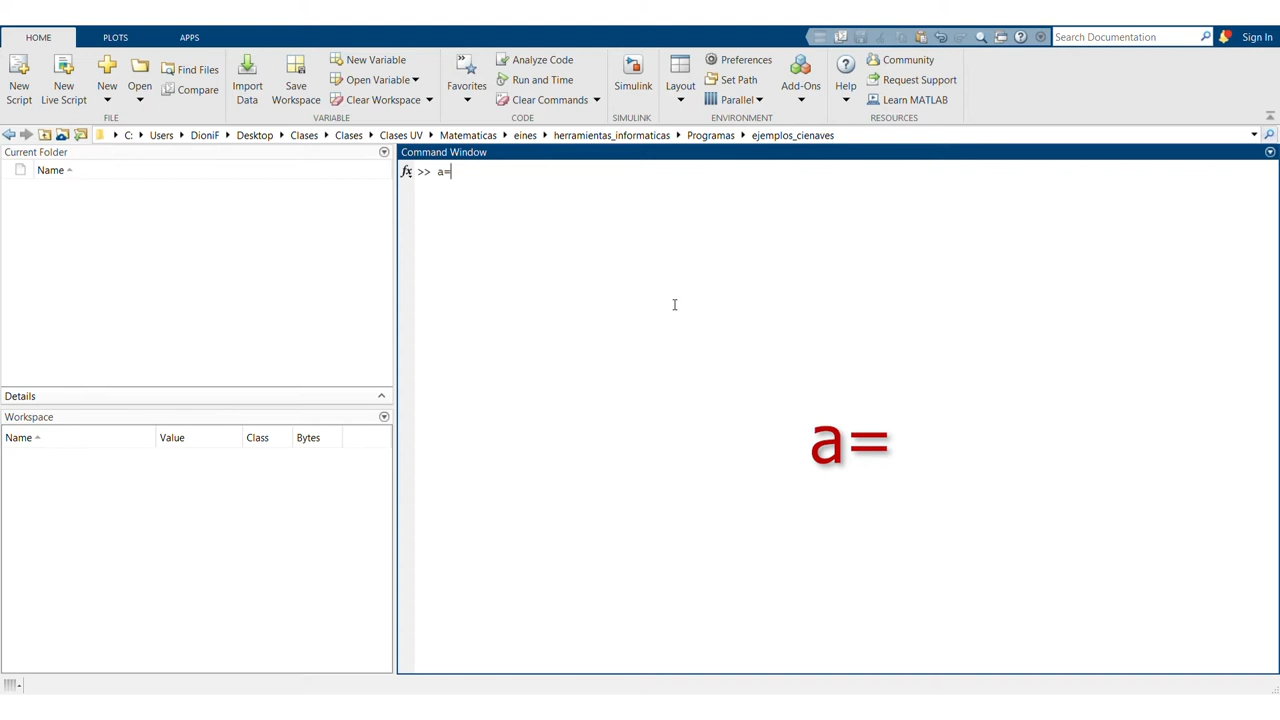 HOME PLOTS APPS Search Documentation Sign In
New Script
New Live Script
New
Open
Find Files
Compare
FILE
Import Data
Save Workspace
New Variable
Open Variable
Clear Workspace
VARIABLE
Favorites
Analyze Code
Run and Time
Clear Commands
CODE
Simulink
SIMULINK
Layout
Preferences
Set Path
Parallel
Add-Ons
ENVIRONMENT
Help
Community
Request Support
Learn MATLAB
RESOURCES
C: Users DioniF Desktop Clases Clases Clases UV Matematicas eines herramientas_informaticas Programas ejemplos_cienaves
Current Folder
Name
Details
Workspace
Name Value Class Bytes
Command Window
fx >> a=
a=